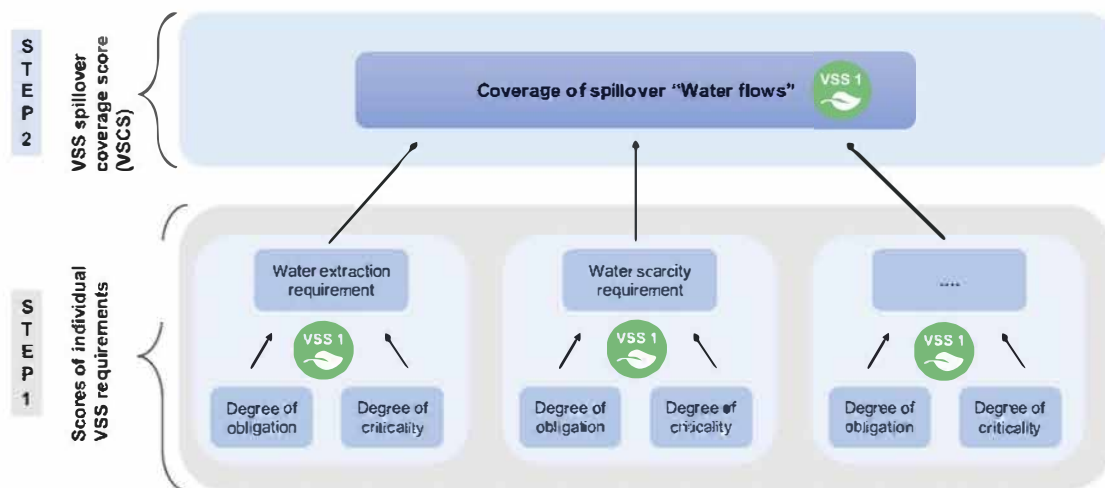 STEP 2
VSS spillover
coverage score
(VSCS)
Coverage of spillover "Water flows"
VSS 1
STEP 1
Scores of individual
VSS requirements
Water extraction
requirement
VSS 1
Degree of
obligation
Degree of
criticality
Water scarcity
requirement
VSS 1
Degree of
obligation
Degree of
criticality
....
VSS 1
Degree of
obligation
Degree of
criticality